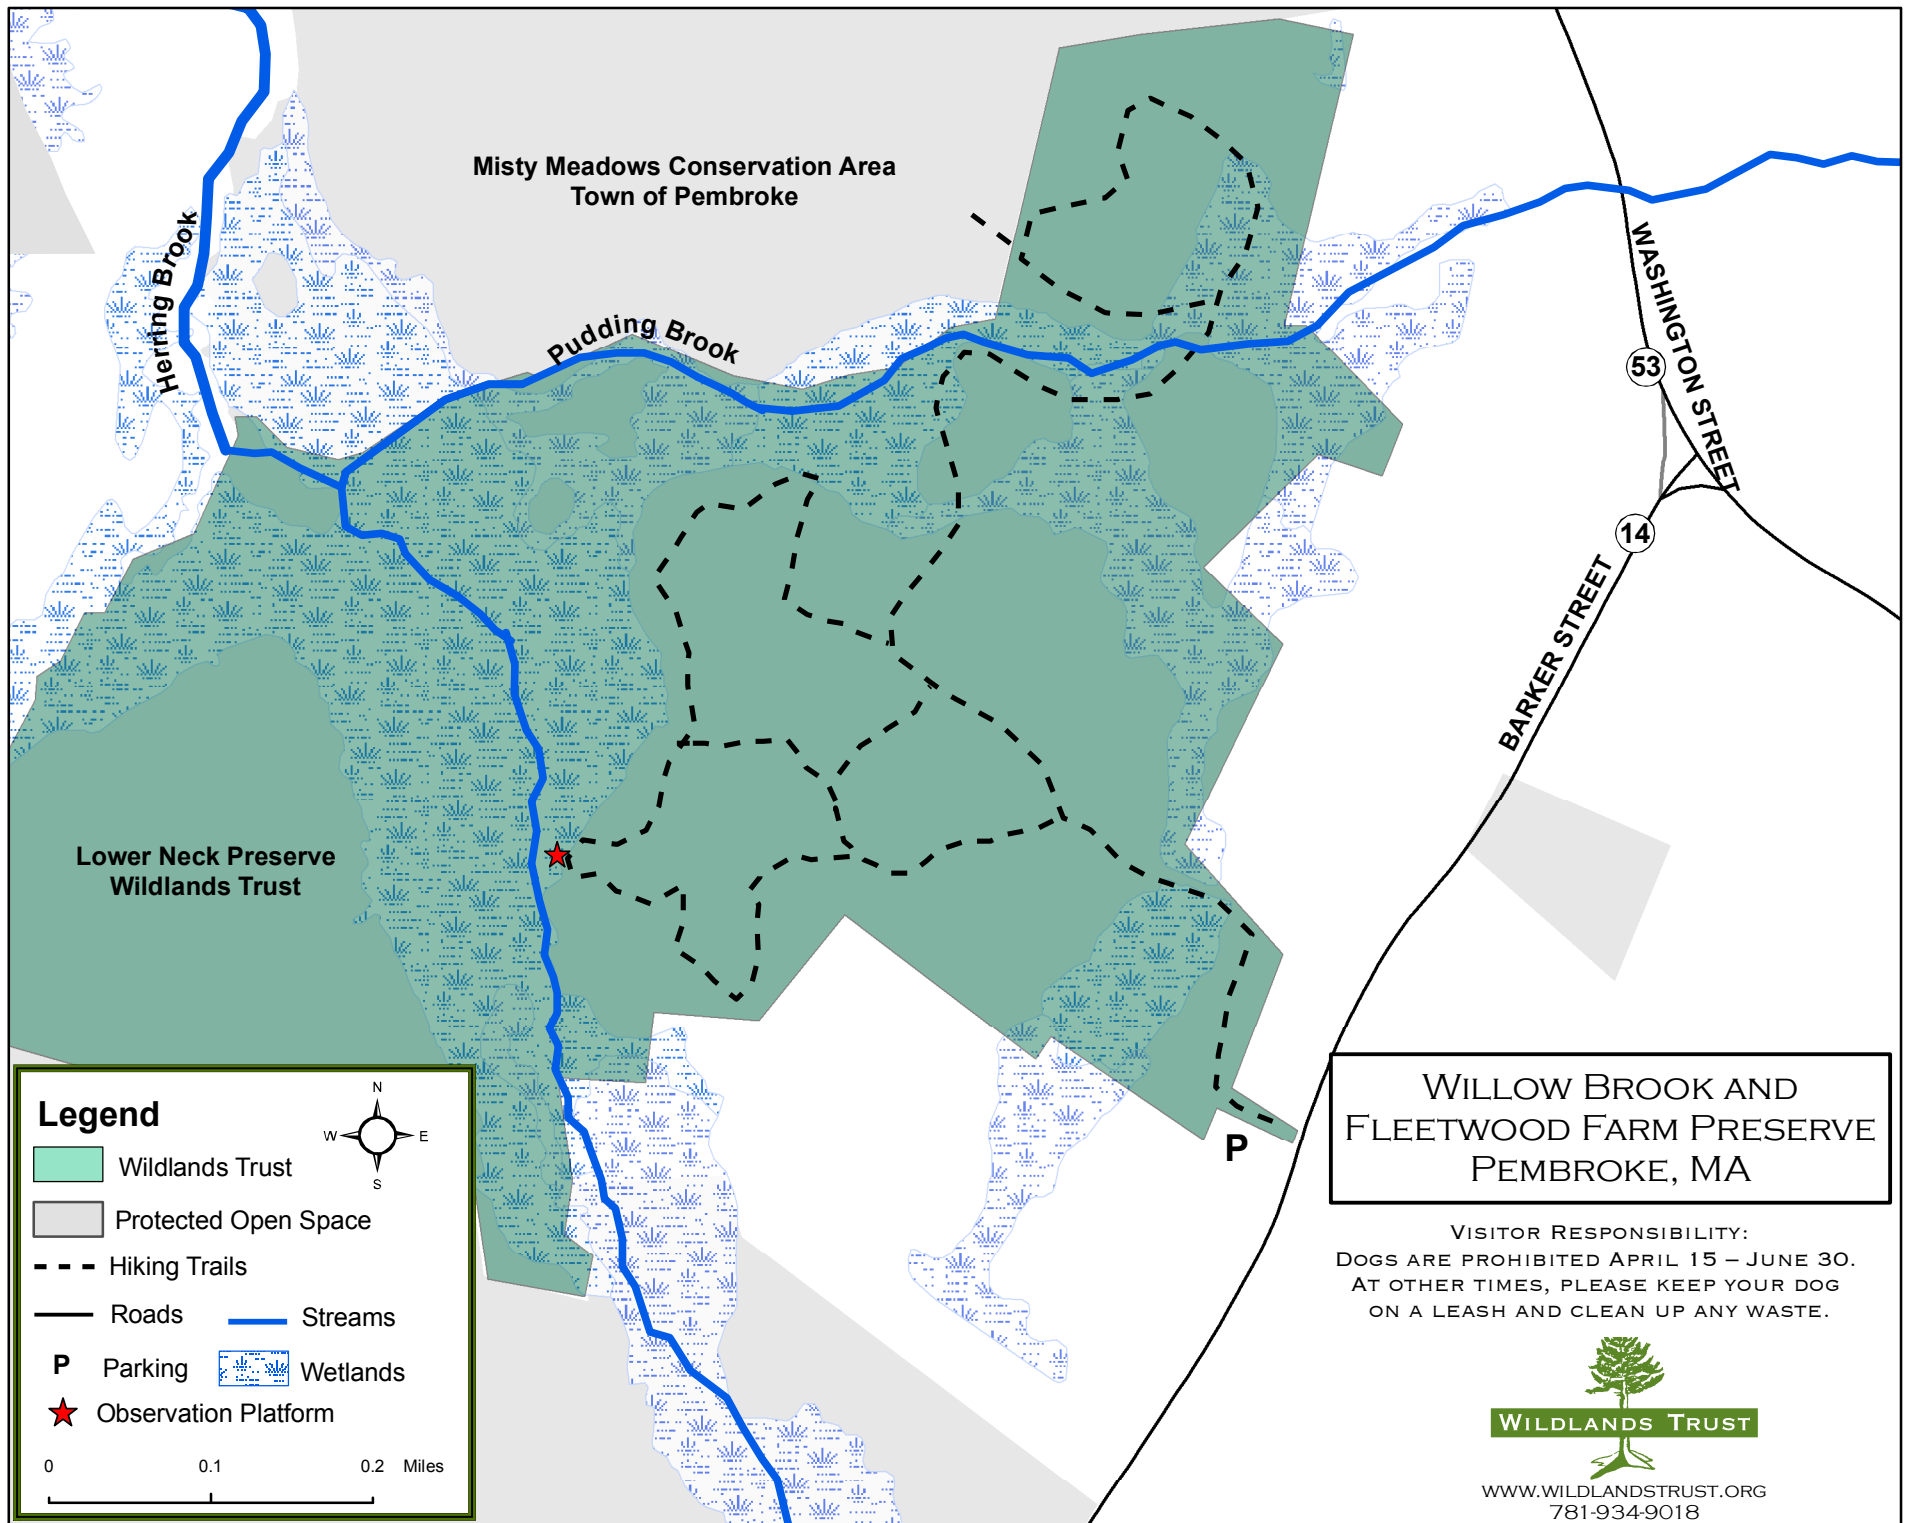 Misty Meadows Conservation Area
Town of Pembroke
Herring Brook
Pudding Brook
WASHINGTON STREET
53
14
BARKER STREET
Lower Neck Preserve
Wildlands Trust
P
Legend
N
W
E
S
Wildlands Trust
Protected Open Space
Hiking Trails
Roads
Streams
P
Parking
Wetlands
Observation Platform
0
0.1
0.2 Miles
WILLOW BROOK AND
FLEETWOOD FARM PRESERVE
PEMBROKE, MA
VISITOR RESPONSIBILITY:
DOGS ARE PROHIBITED APRIL 15 – JUNE 30.
AT OTHER TIMES, PLEASE KEEP YOUR DOG
ON A LEASH AND CLEAN UP ANY WASTE.
WILDLANDS TRUST
WWW.WILDLANDSTRUST.ORG
781-934-9018